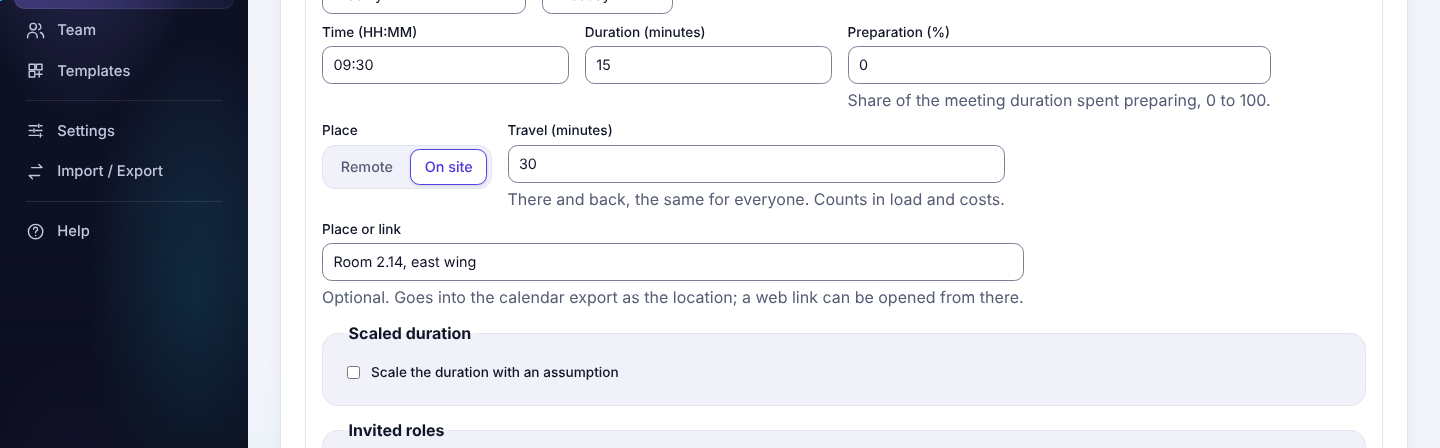 Team
Templates
Settings
Import / Export
Help
Time (HH:MM)
Duration (minutes)
Preparation (%)
09:30
15
0
Share of the meeting duration spent preparing, 0 to 100.
Place
Travel (minutes)
Remote
On site
30
There and back, the same for everyone. Counts in load and costs.
Place or link
Room 2.14, east wing
Optional. Goes into the calendar export as the location; a web link can be opened from there.
Scaled duration
Scale the duration with an assumption
Invited roles